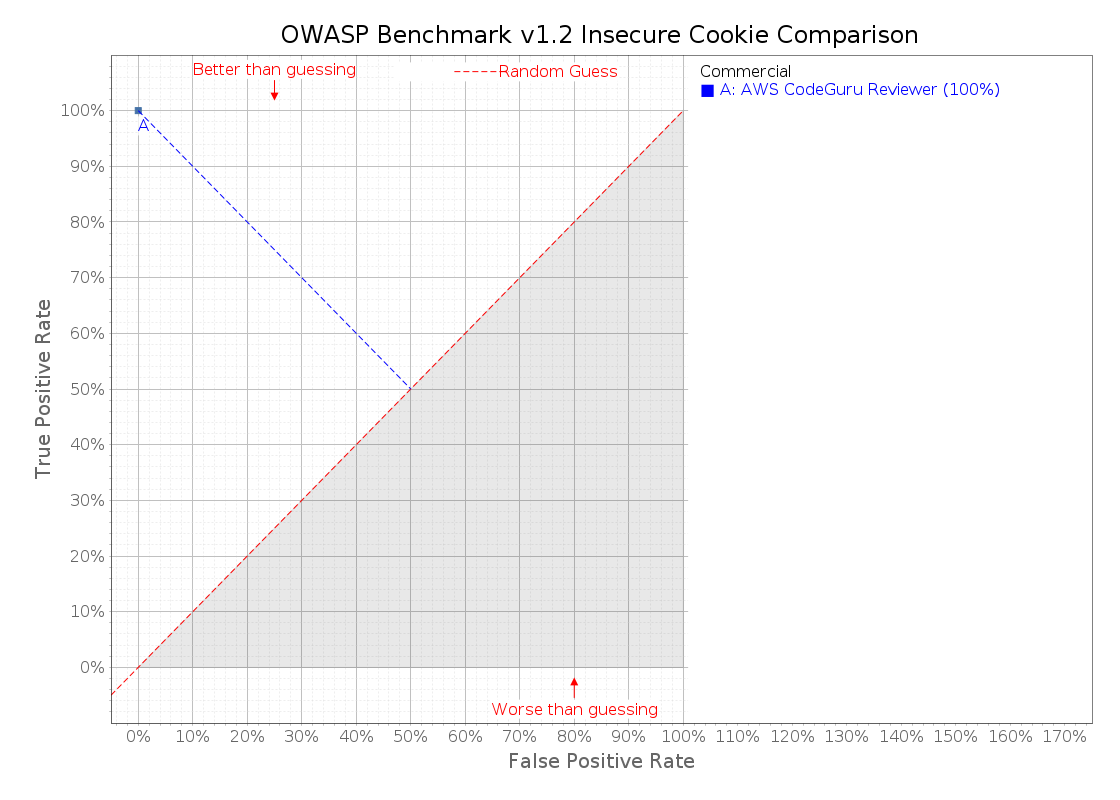 OWASP Benchmark v1.2 Insecure Cookie Comparison
Better than guessing
Random Guess
Commercial
A: AWS CodeGuru Reviewer (100%)
A
100%
90%
80%
70%
60%
50%
40%
30%
20%
10%
0%
True Positive Rate
Worse than guessing
0% 10% 20% 30% 40% 50% 60% 70% 80% 90% 100% 110% 120% 130% 140% 150% 160% 170%
False Positive Rate